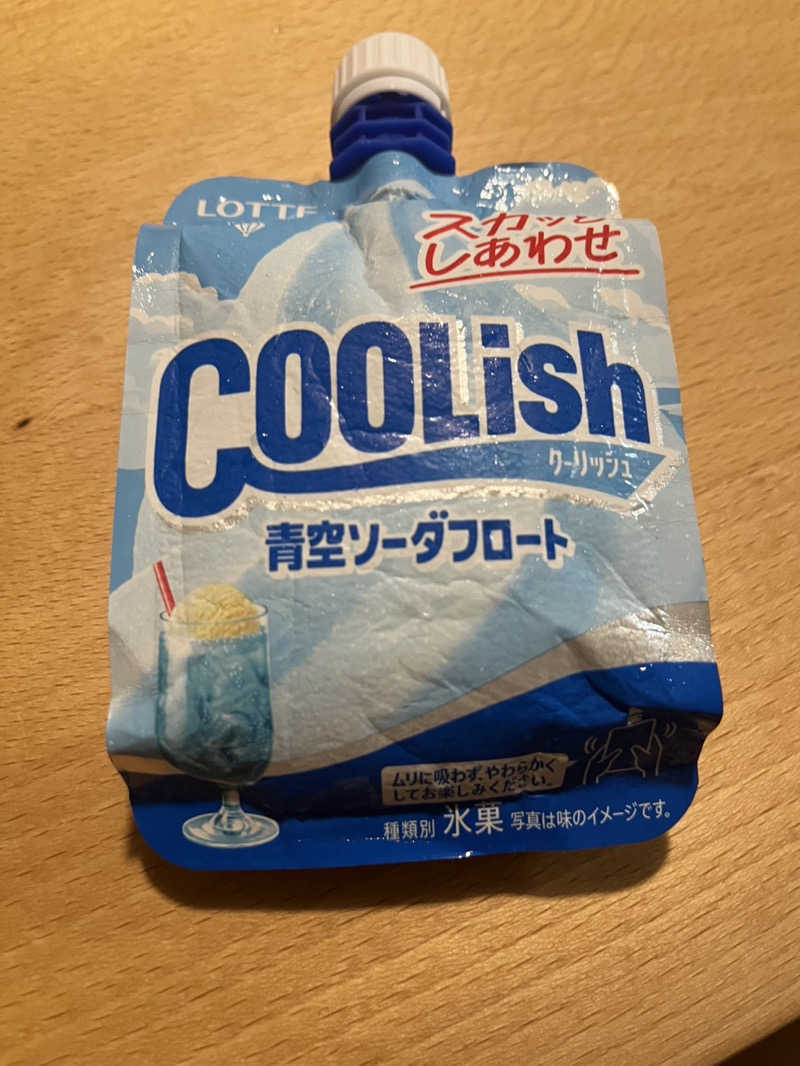 LOTTE
スカッと
しあわせ
COOLish
クーリッシュ
青空ソーダフロート
ムリに吸わず、やわらかく
してお楽しみください。
種類別 氷菓 写真は味のイメージです。